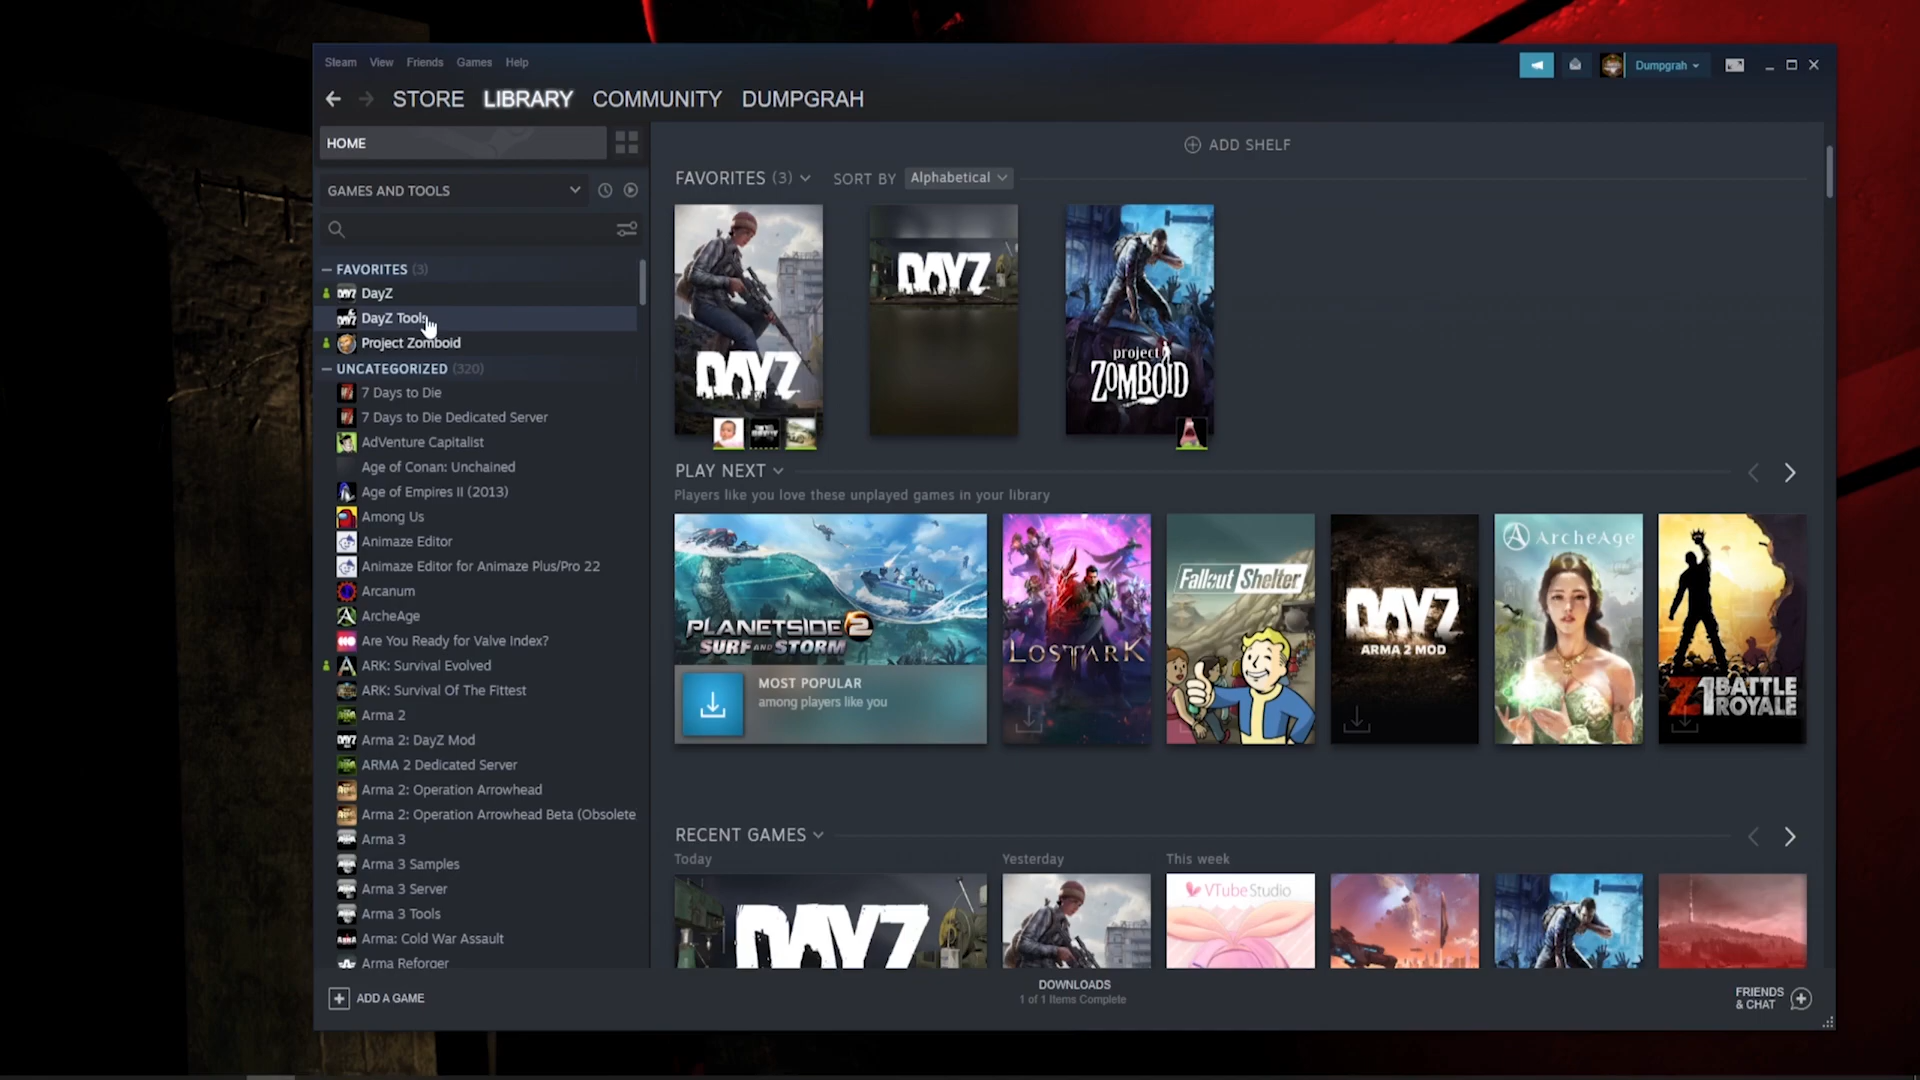 Steam View Friends Games Help
Dumpgrah
STORE LIBRARY COMMUNITY DUMPGRAH
HOME
GAMES AND TOOLS
FAVORITES (3)
DayZ
DayZ Tools
Project Zomboid
UNCATEGORIZED (320)
7 Days to Die
7 Days to Die Dedicated Server
AdVenture Capitalist
Age of Conan: Unchained
Age of Empires II (2013)
Among Us
Animaze Editor
Animaze Editor for Animaze Plus/Pro 22
Arcanum
ArcheAge
Are You Ready for Valve Index?
ARK: Survival Evolved
ARK: Survival Of The Fittest
Arma 2
Arma 2: DayZ Mod
ARMA 2 Dedicated Server
Arma 2: Operation Arrowhead
Arma 2: Operation Arrowhead Beta (Obsolete
Arma 3
Arma 3 Samples
Arma 3 Server
Arma 3 Tools
Arma: Cold War Assault
Arma Reforger
ADD A GAME
ADD SHELF
FAVORITES (3) SORT BY Alphabetical
DAYZ
DAYZ
project
ZOMBOID
PLAY NEXT
Players like you love these unplayed games in your library
PLANETSIDE 2
SURF AND STORM
MOST POPULAR
among players like you
LOST ARK
Fallout Shelter
DAYZ
ARMA 2 MOD
ArcheAge
Z1 BATTLE
ROYALE
RECENT GAMES
Today Yesterday This week
DAYZ
VTube Studio
DOWNLOADS
1 of 1 Items Complete
FRIENDS
& CHAT